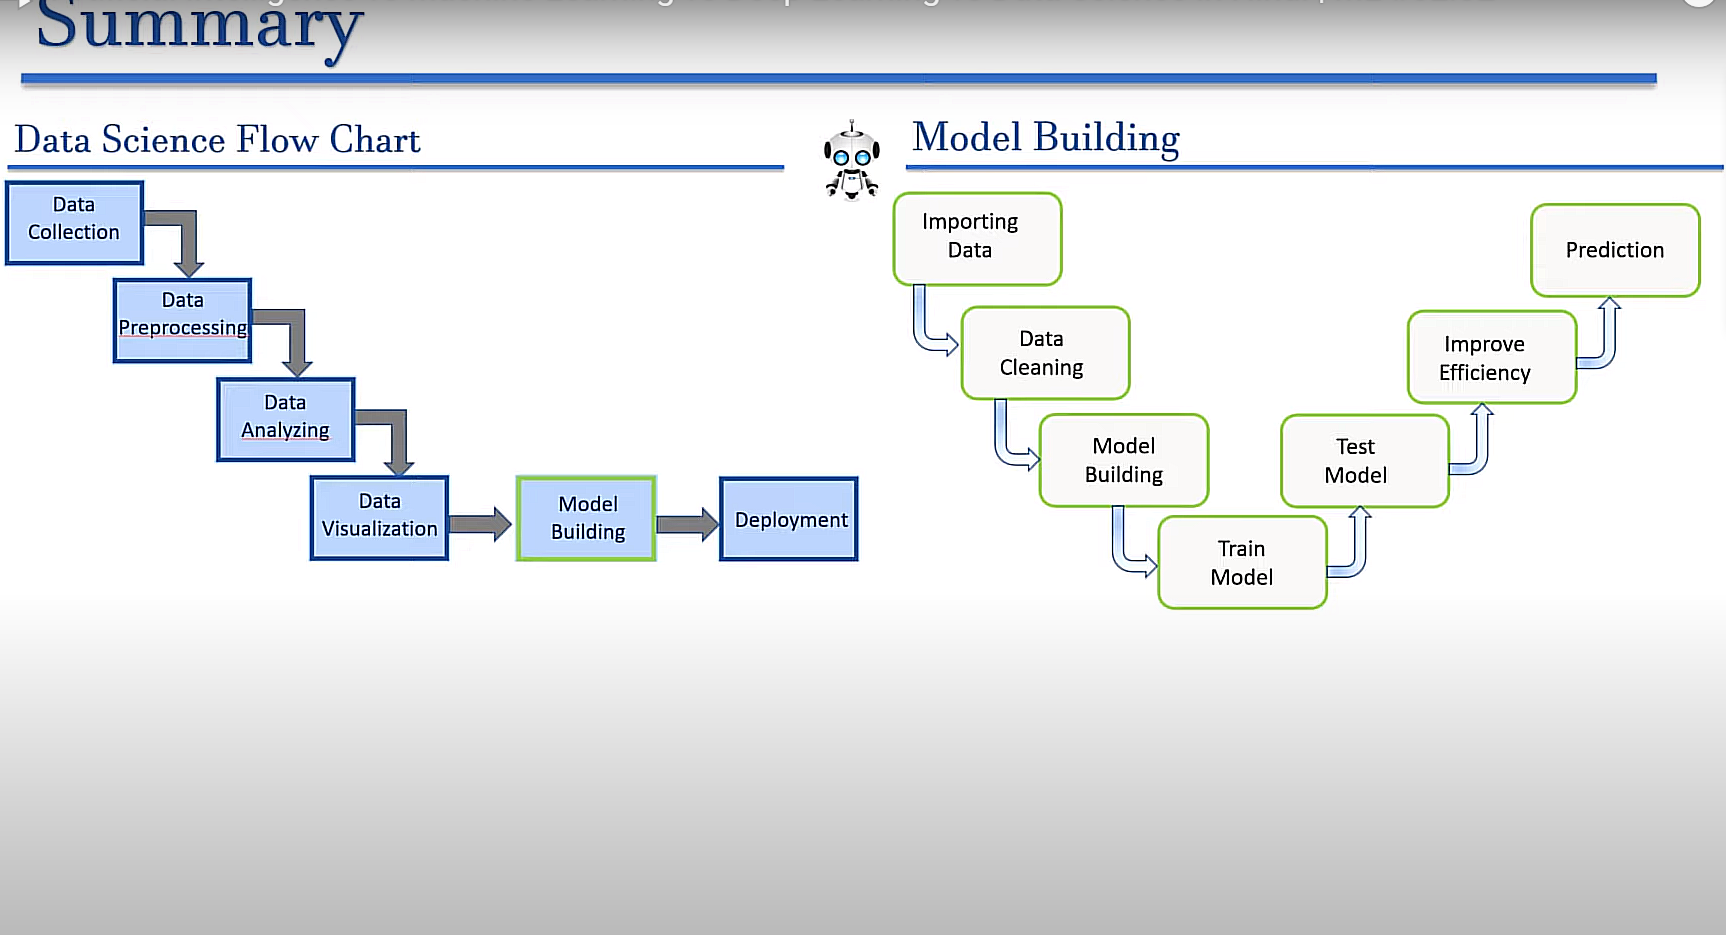 Summary
Data Science Flow Chart
Data
Collection
Data
Preprocessing
Data
Analyzing
Data
Visualization
Model
Building
Deployment
Model Building
Importing
Data
Data
Cleaning
Model
Building
Train
Model
Test
Model
Improve
Efficiency
Prediction